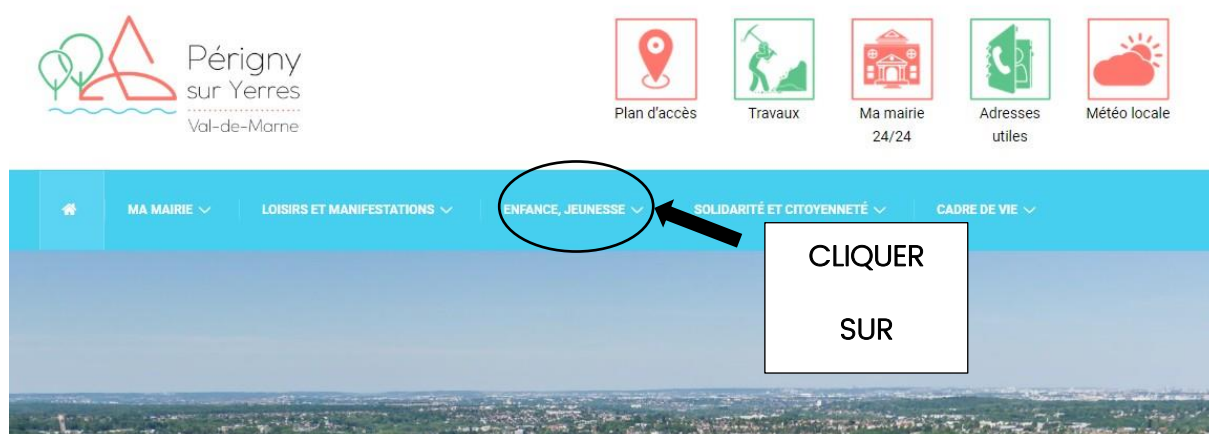 Périgny
sur Yerres
Val-de-Marne
Plan d'accès
Travaux
Ma mairie
24/24
Adresses
utiles
Météo locale
MA MAIRIE
LOISIRS ET MANIFESTATIONS
ENFANCE, JEUNESSE
SOLIDARITÉ ET CITOYENNETÉ
CADRE DE VIE
CLIQUER
SUR